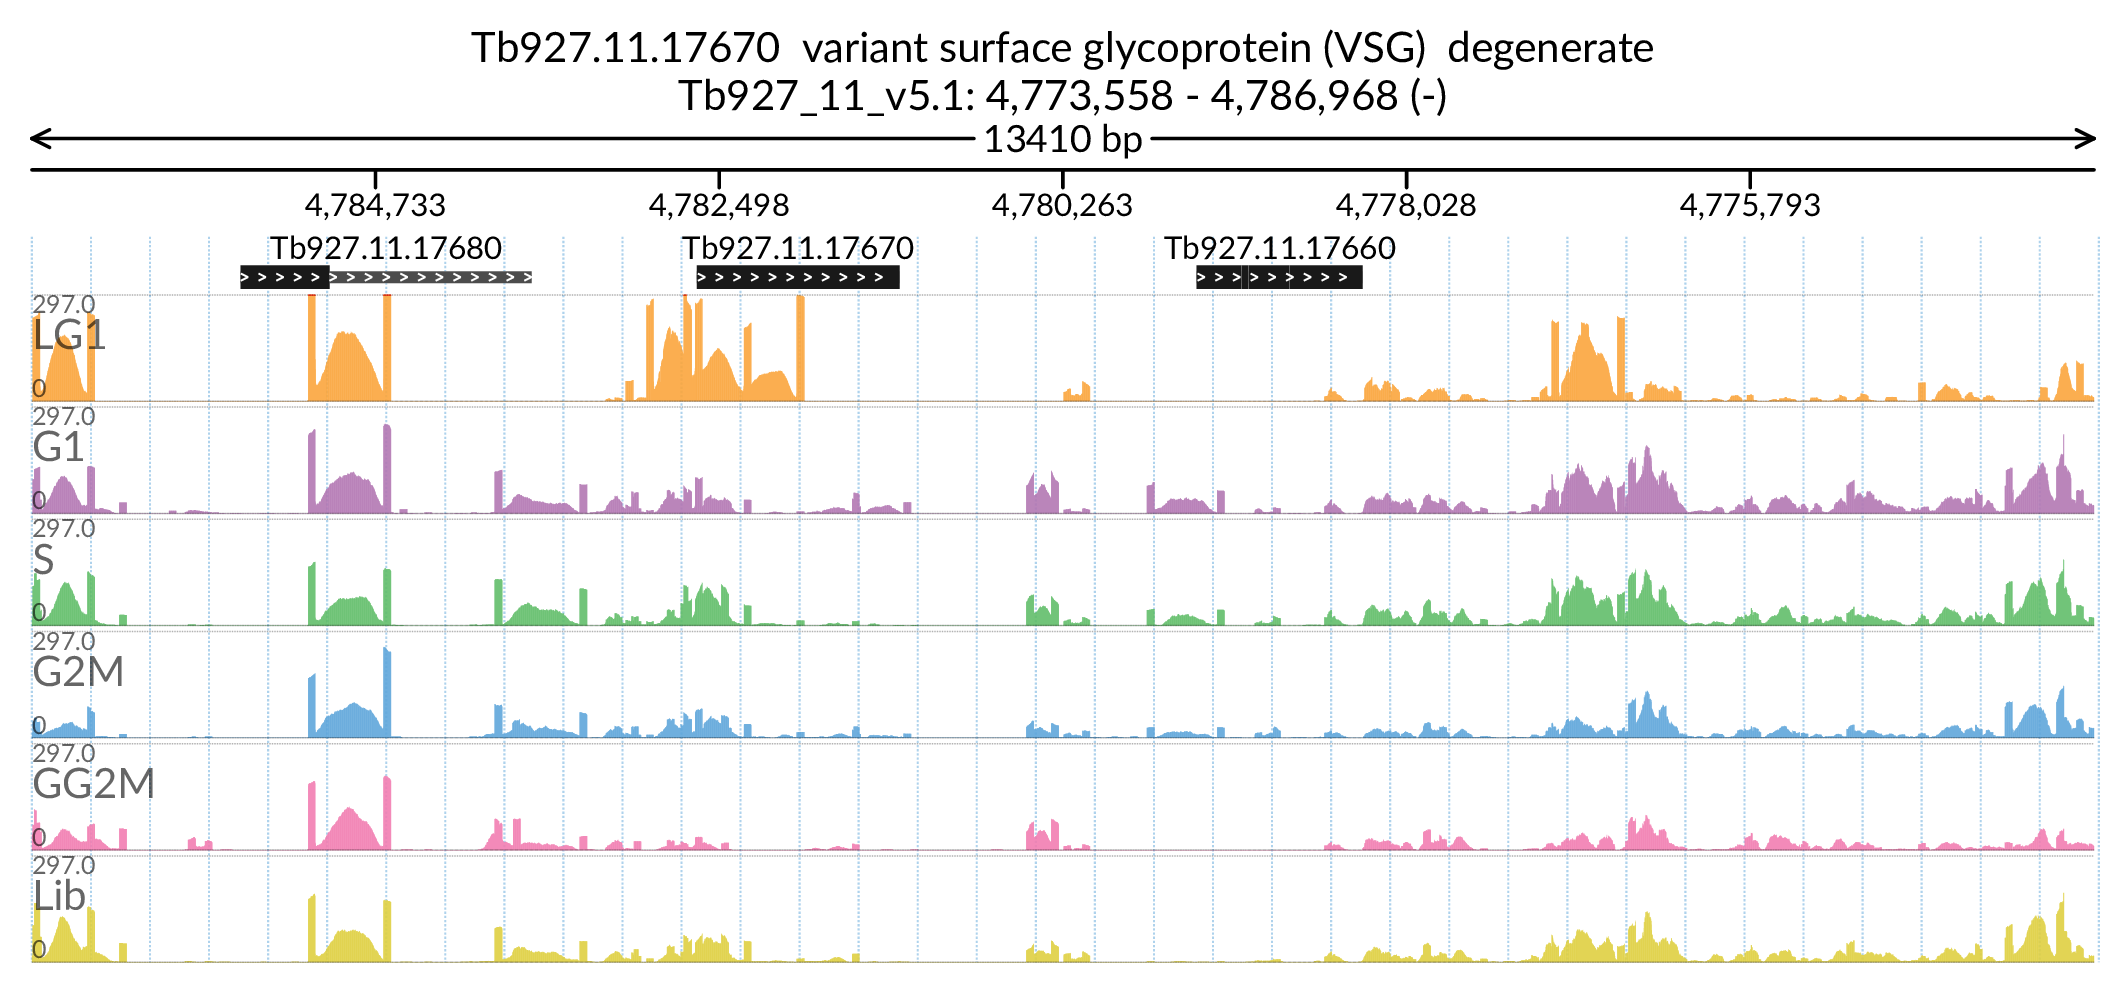 Tb927.11.17670 variant surface glycoprotein (VSG) degenerate
Tb927_11_v5.1: 4,773,558 - 4,786,968 (-)
13410 bp
4,784,733 4,782,498 4,780,263 4,778,028 4,775,793
Tb927.11.17680 Tb927.11.17670 Tb927.11.17660
297.0
LG1
0
297.0
G1
0
297.0
S
0
297.0
G2M
0
297.0
GG2M
0
297.0
Lib
0